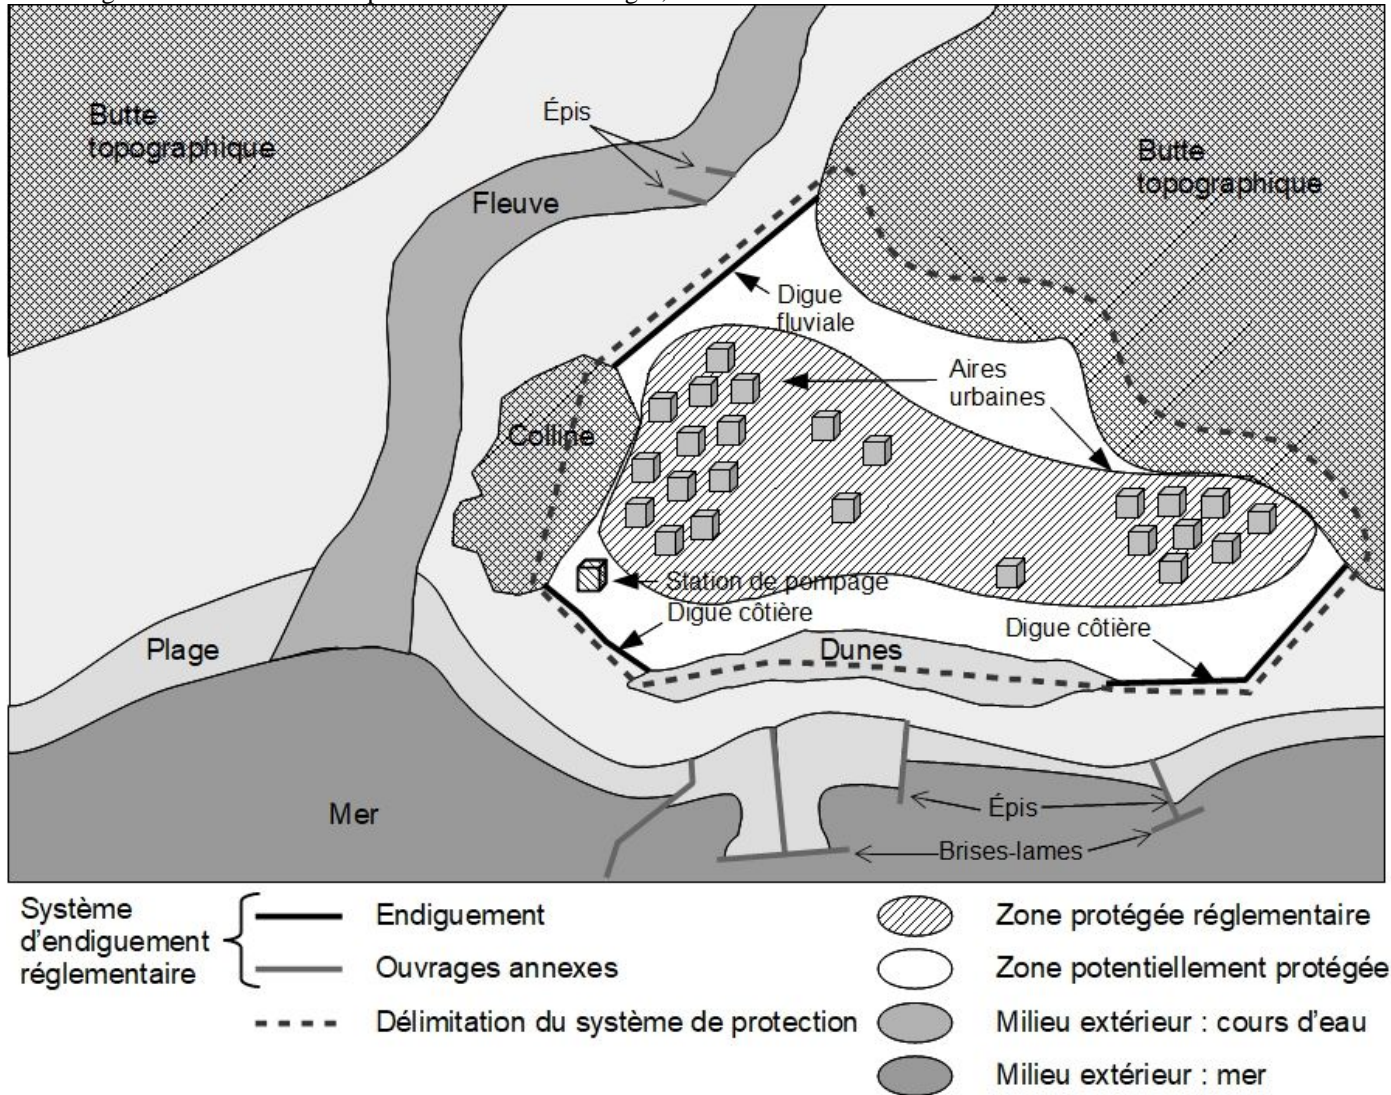 Butte
topographique
Épis
Butte
topographique
Fleuve
Digue
fluviale
Aires
urbaines
Colline
Station de pompage
Digue côtière
Digue côtière
Plage
Dunes
Mer
Épis
Brises-lames
Système
d'endiguement
réglementaire
Endiguement
Ouvrages annexes
Délimitation du système de protection
Zone protégée réglementaire
Zone potentiellement protégée
Milieu extérieur : cours d'eau
Milieu extérieur : mer